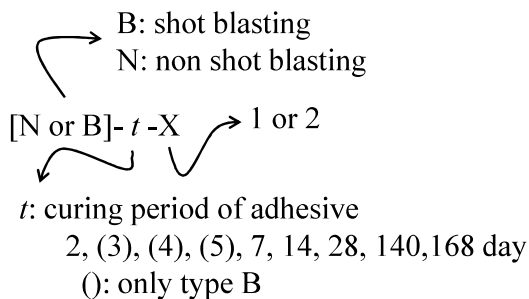 B: shot blasting
N: non shot blasting
[N or B]- t -X
1 or 2
t: curing period of adhesive
2, (3), (4), (5), 7, 14, 28, 140,168 day
(): only type B